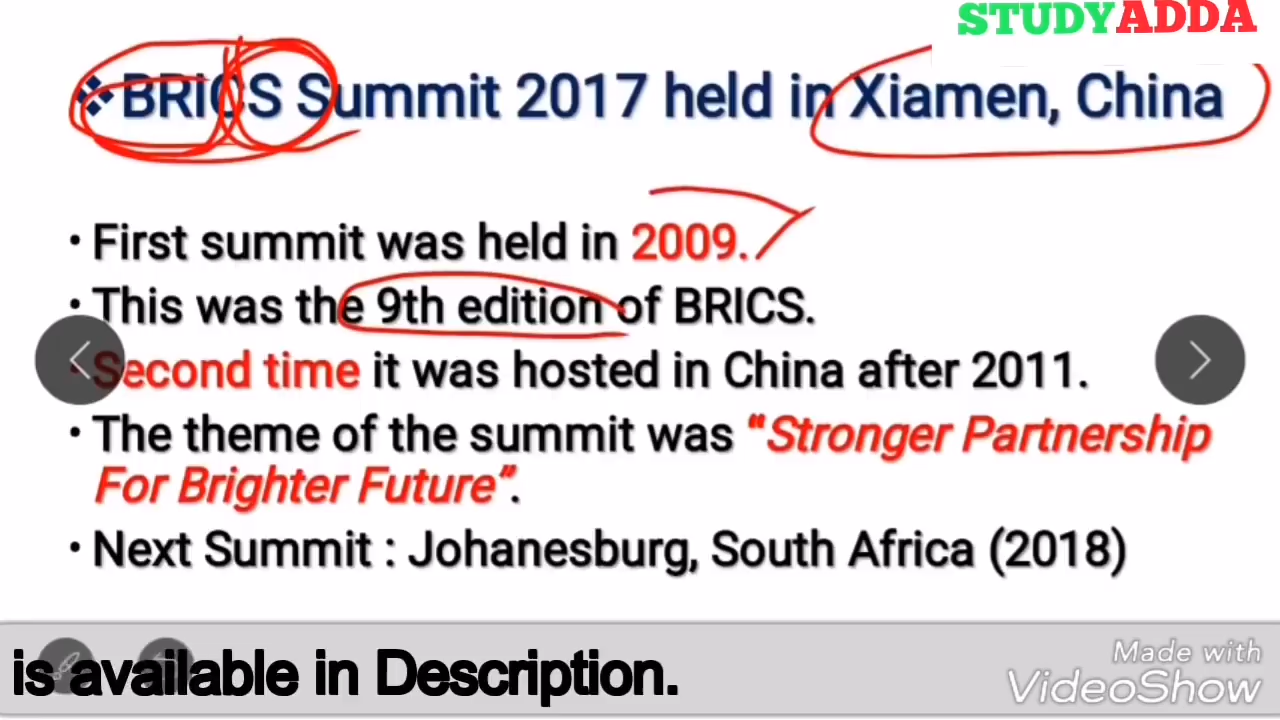 STUDYADDA
❖BRICS Summit 2017 held in Xiamen, China
• First summit was held in 2009.
• This was the 9th edition of BRICS.
• Second time it was hosted in China after 2011.
• The theme of the summit was "Stronger Partnership
For Brighter Future".
• Next Summit : Johanesburg, South Africa (2018)
is available in Description.
Made with
VideoShow